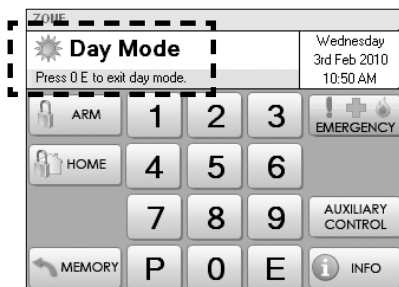 ZONE
Day Mode
Press 0 E to exit day mode.
Wednesday
3rd Feb 2010
10:50 AM
ARM
1
2
3
EMERGENCY
HOME
4
5
6
7
8
9
AUXILIARY
CONTROL
MEMORY
P
0
E
INFO